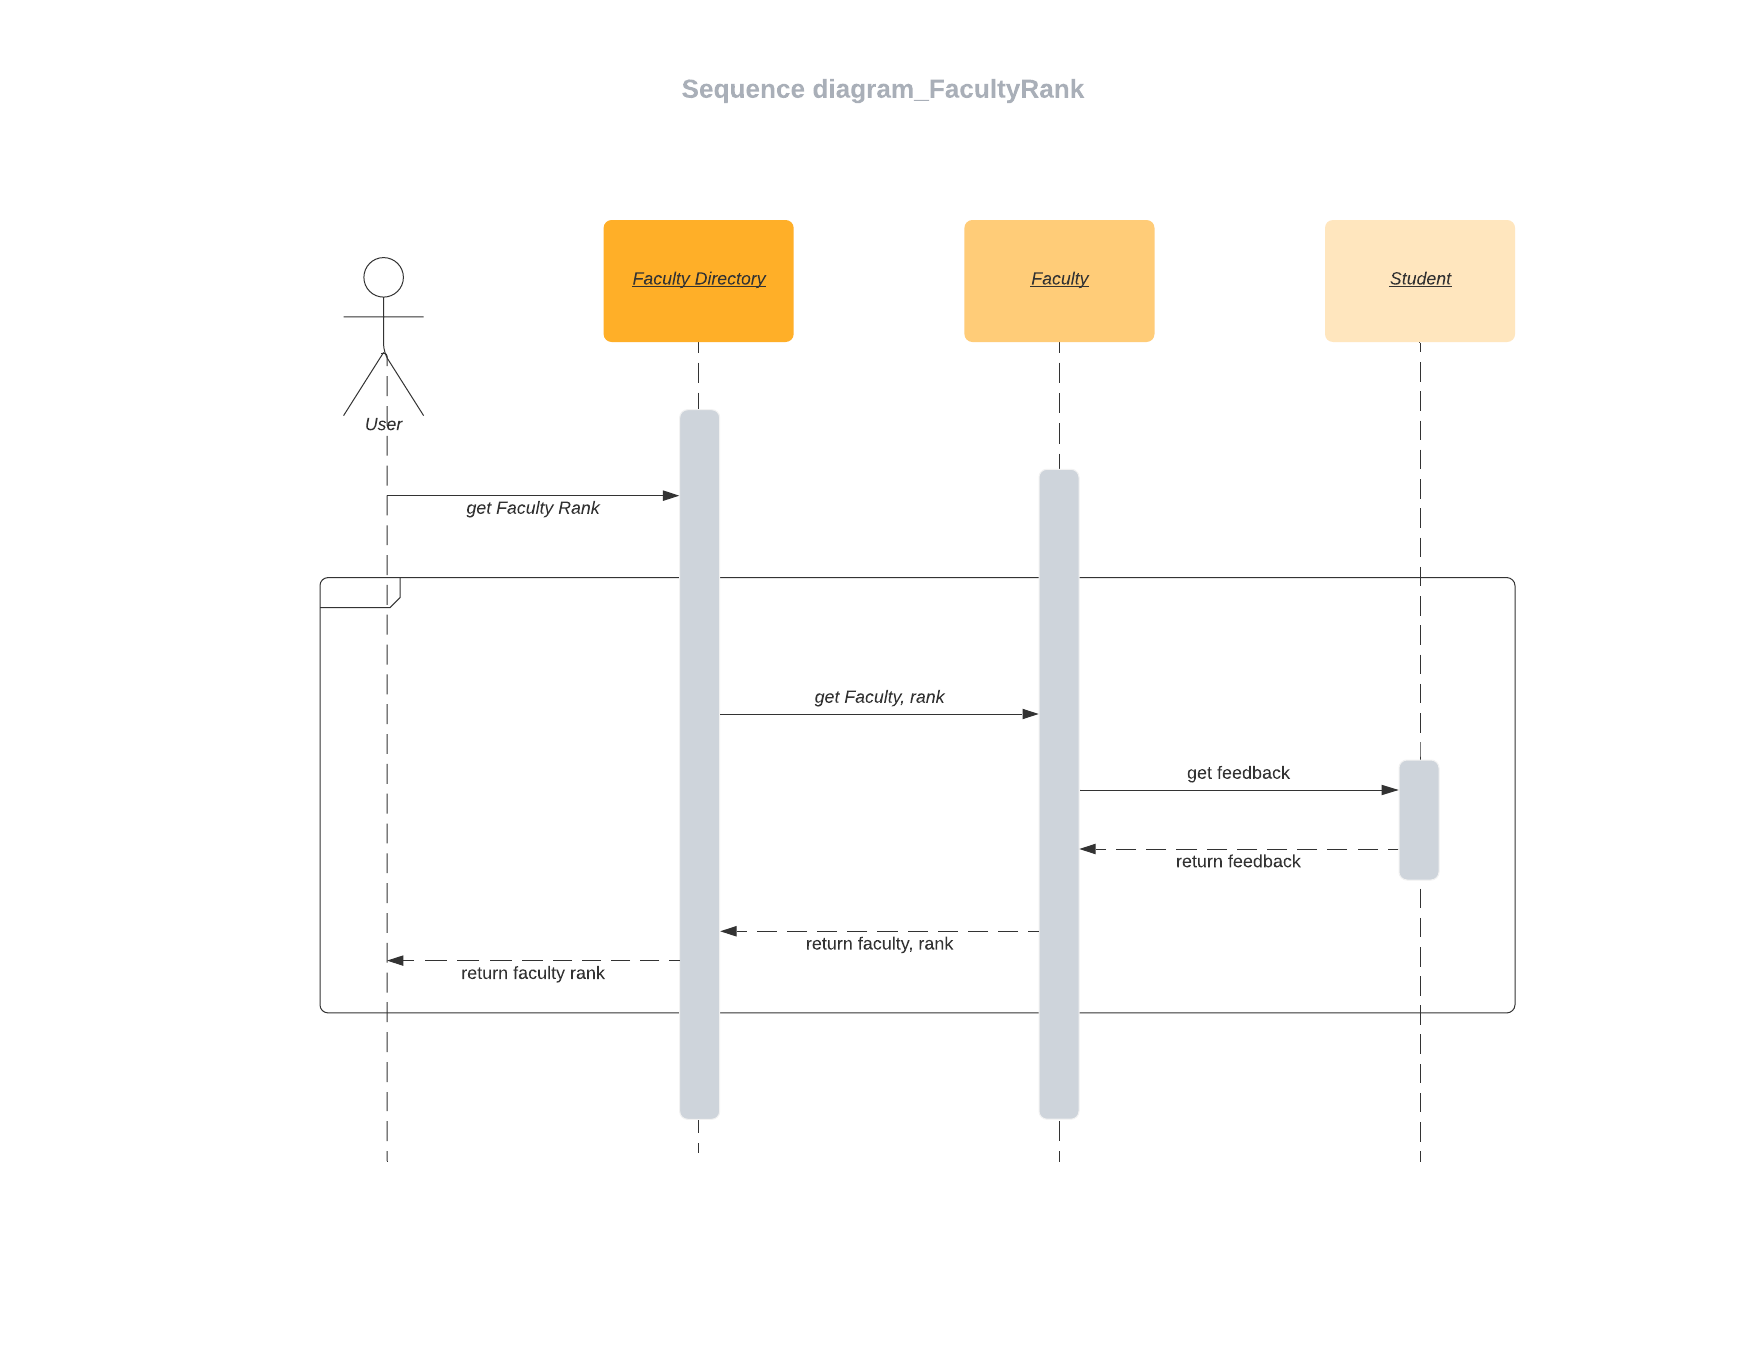 Sequence diagram_FacultyRank
Faculty Directory
Faculty
Student
User
get Faculty Rank
get Faculty, rank
get feedback
return feedback
return faculty, rank
return faculty rank